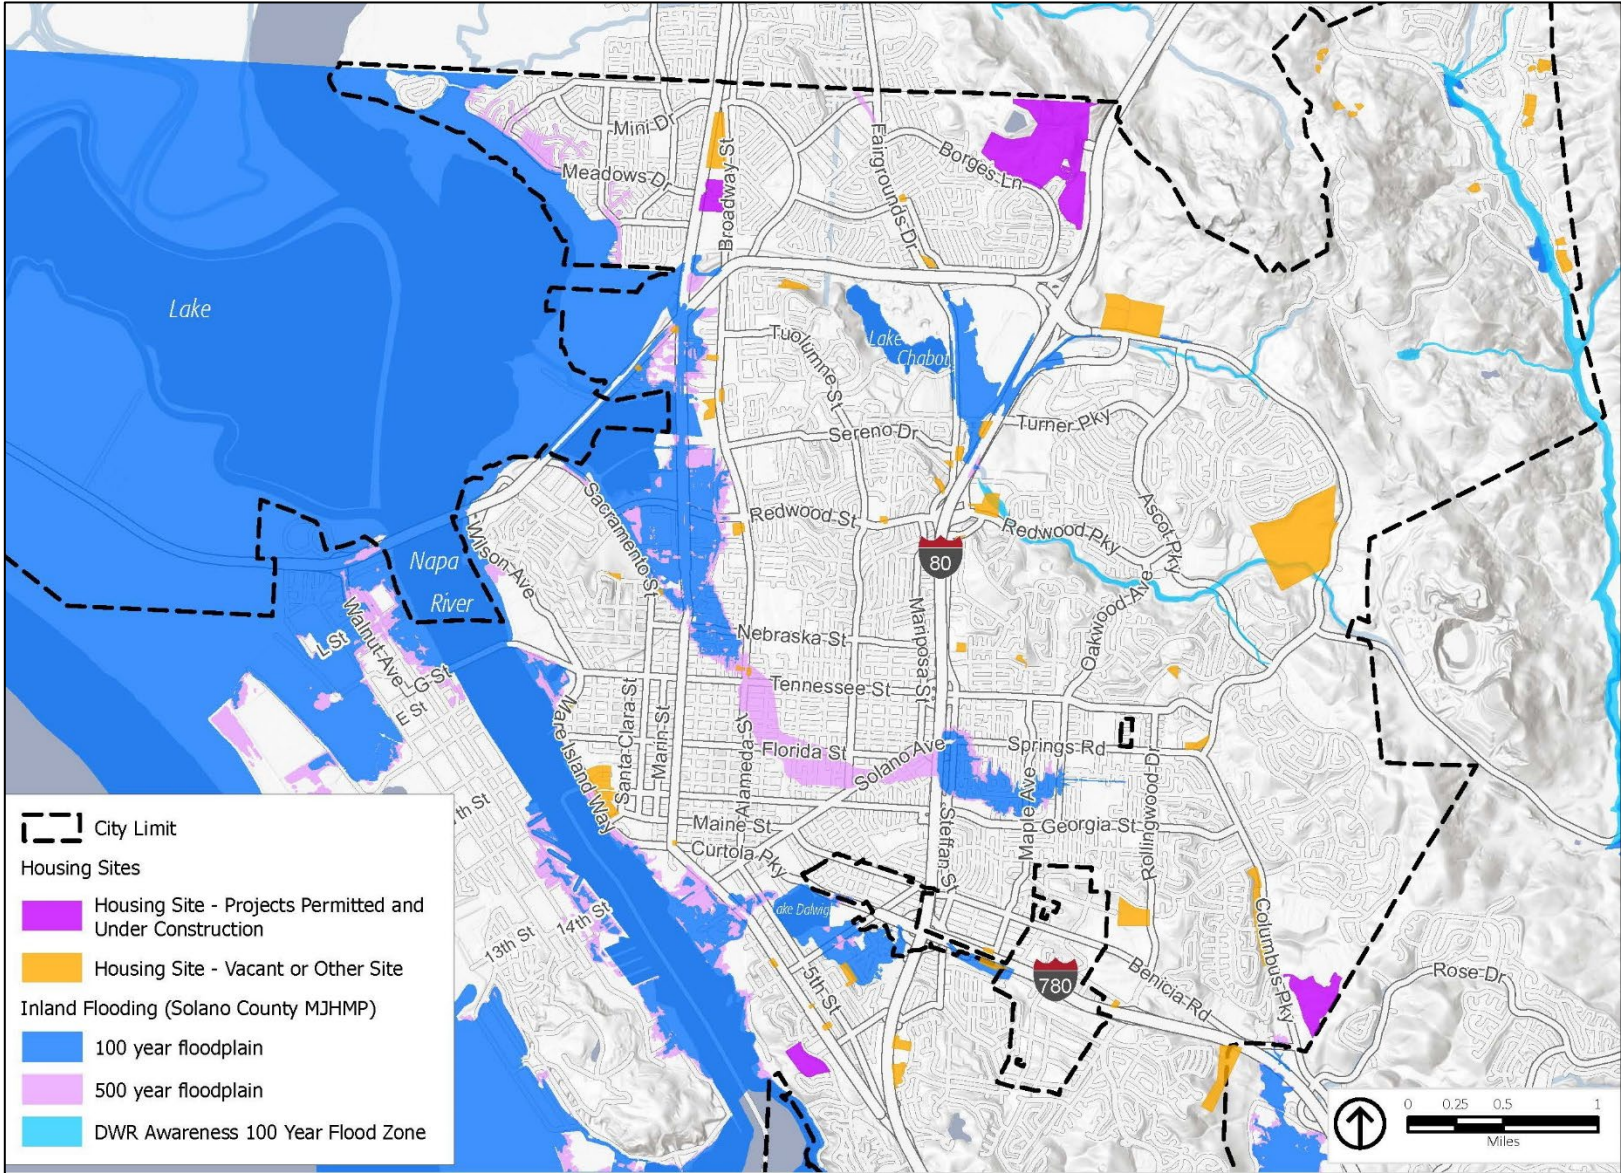 Mini Dr
Meadows Dr
Broadway St
Fairgrounds Dr
Borges Ln
Lake
Lake
Chabot
Tuolumne St
Turner Pky
Sereno Dr
Sacramento St
Redwood St
Redwood Pky
Ascot Pky
80
Napa
River
Wilson Ave
Walnut Ave
L St
G St
E St
Nebraska St
Mariposa St
Oakwood Ave
Tennessee St
Mare Island Way
Santa Clara St
Marin St
Alameda St
Florida St
Solano Ave
Springs Rd
Maple Ave
Rollingwood Dr
Maine St
Georgia St
Curtola Pky
Steffan St
Columbus Pky
13th St
14th St
5th St
780
Benicia Rd
Rose Dr
City Limit
Housing Sites
Housing Site - Projects Permitted and
Under Construction
Housing Site - Vacant or Other Site
Inland Flooding (Solano County MJHMP)
100 year floodplain
500 year floodplain
DWR Awareness 100 Year Flood Zone
0 0.25 0.5 1
Miles